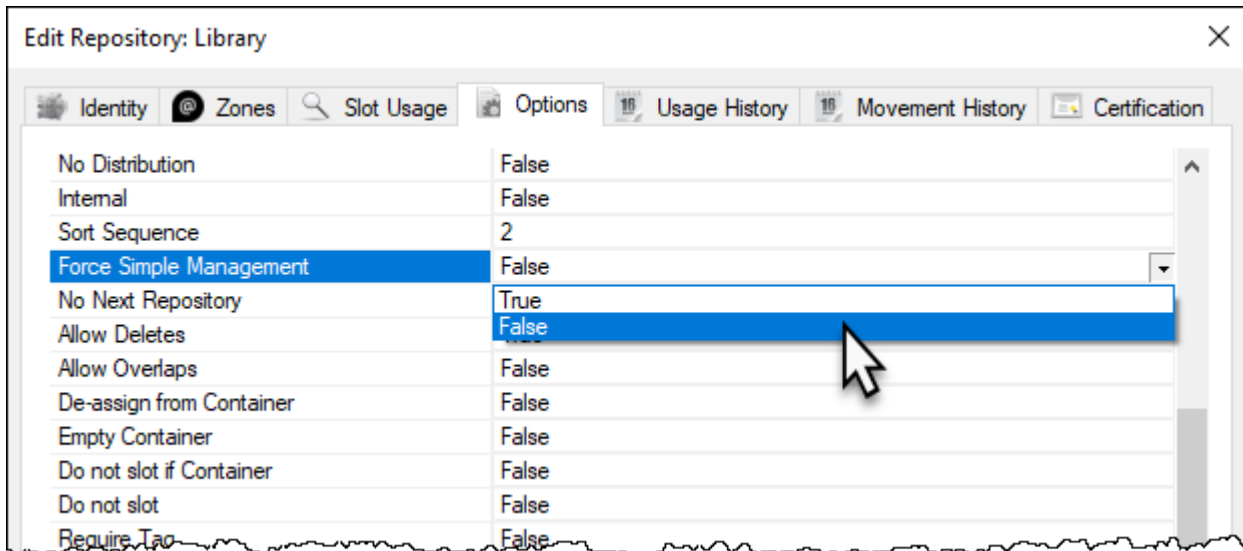 Edit Repository: Library
Identity Zones Slot Usage Options Usage History Movement History Certification
No Distribution False
Internal False
Sort Sequence 2
Force Simple Management False
No Next Repository True
False
Allow Deletes
Allow Overlaps False
De-assign from Container False
Empty Container False
Do not slot if Container False
Do not slot False
Require Tag False